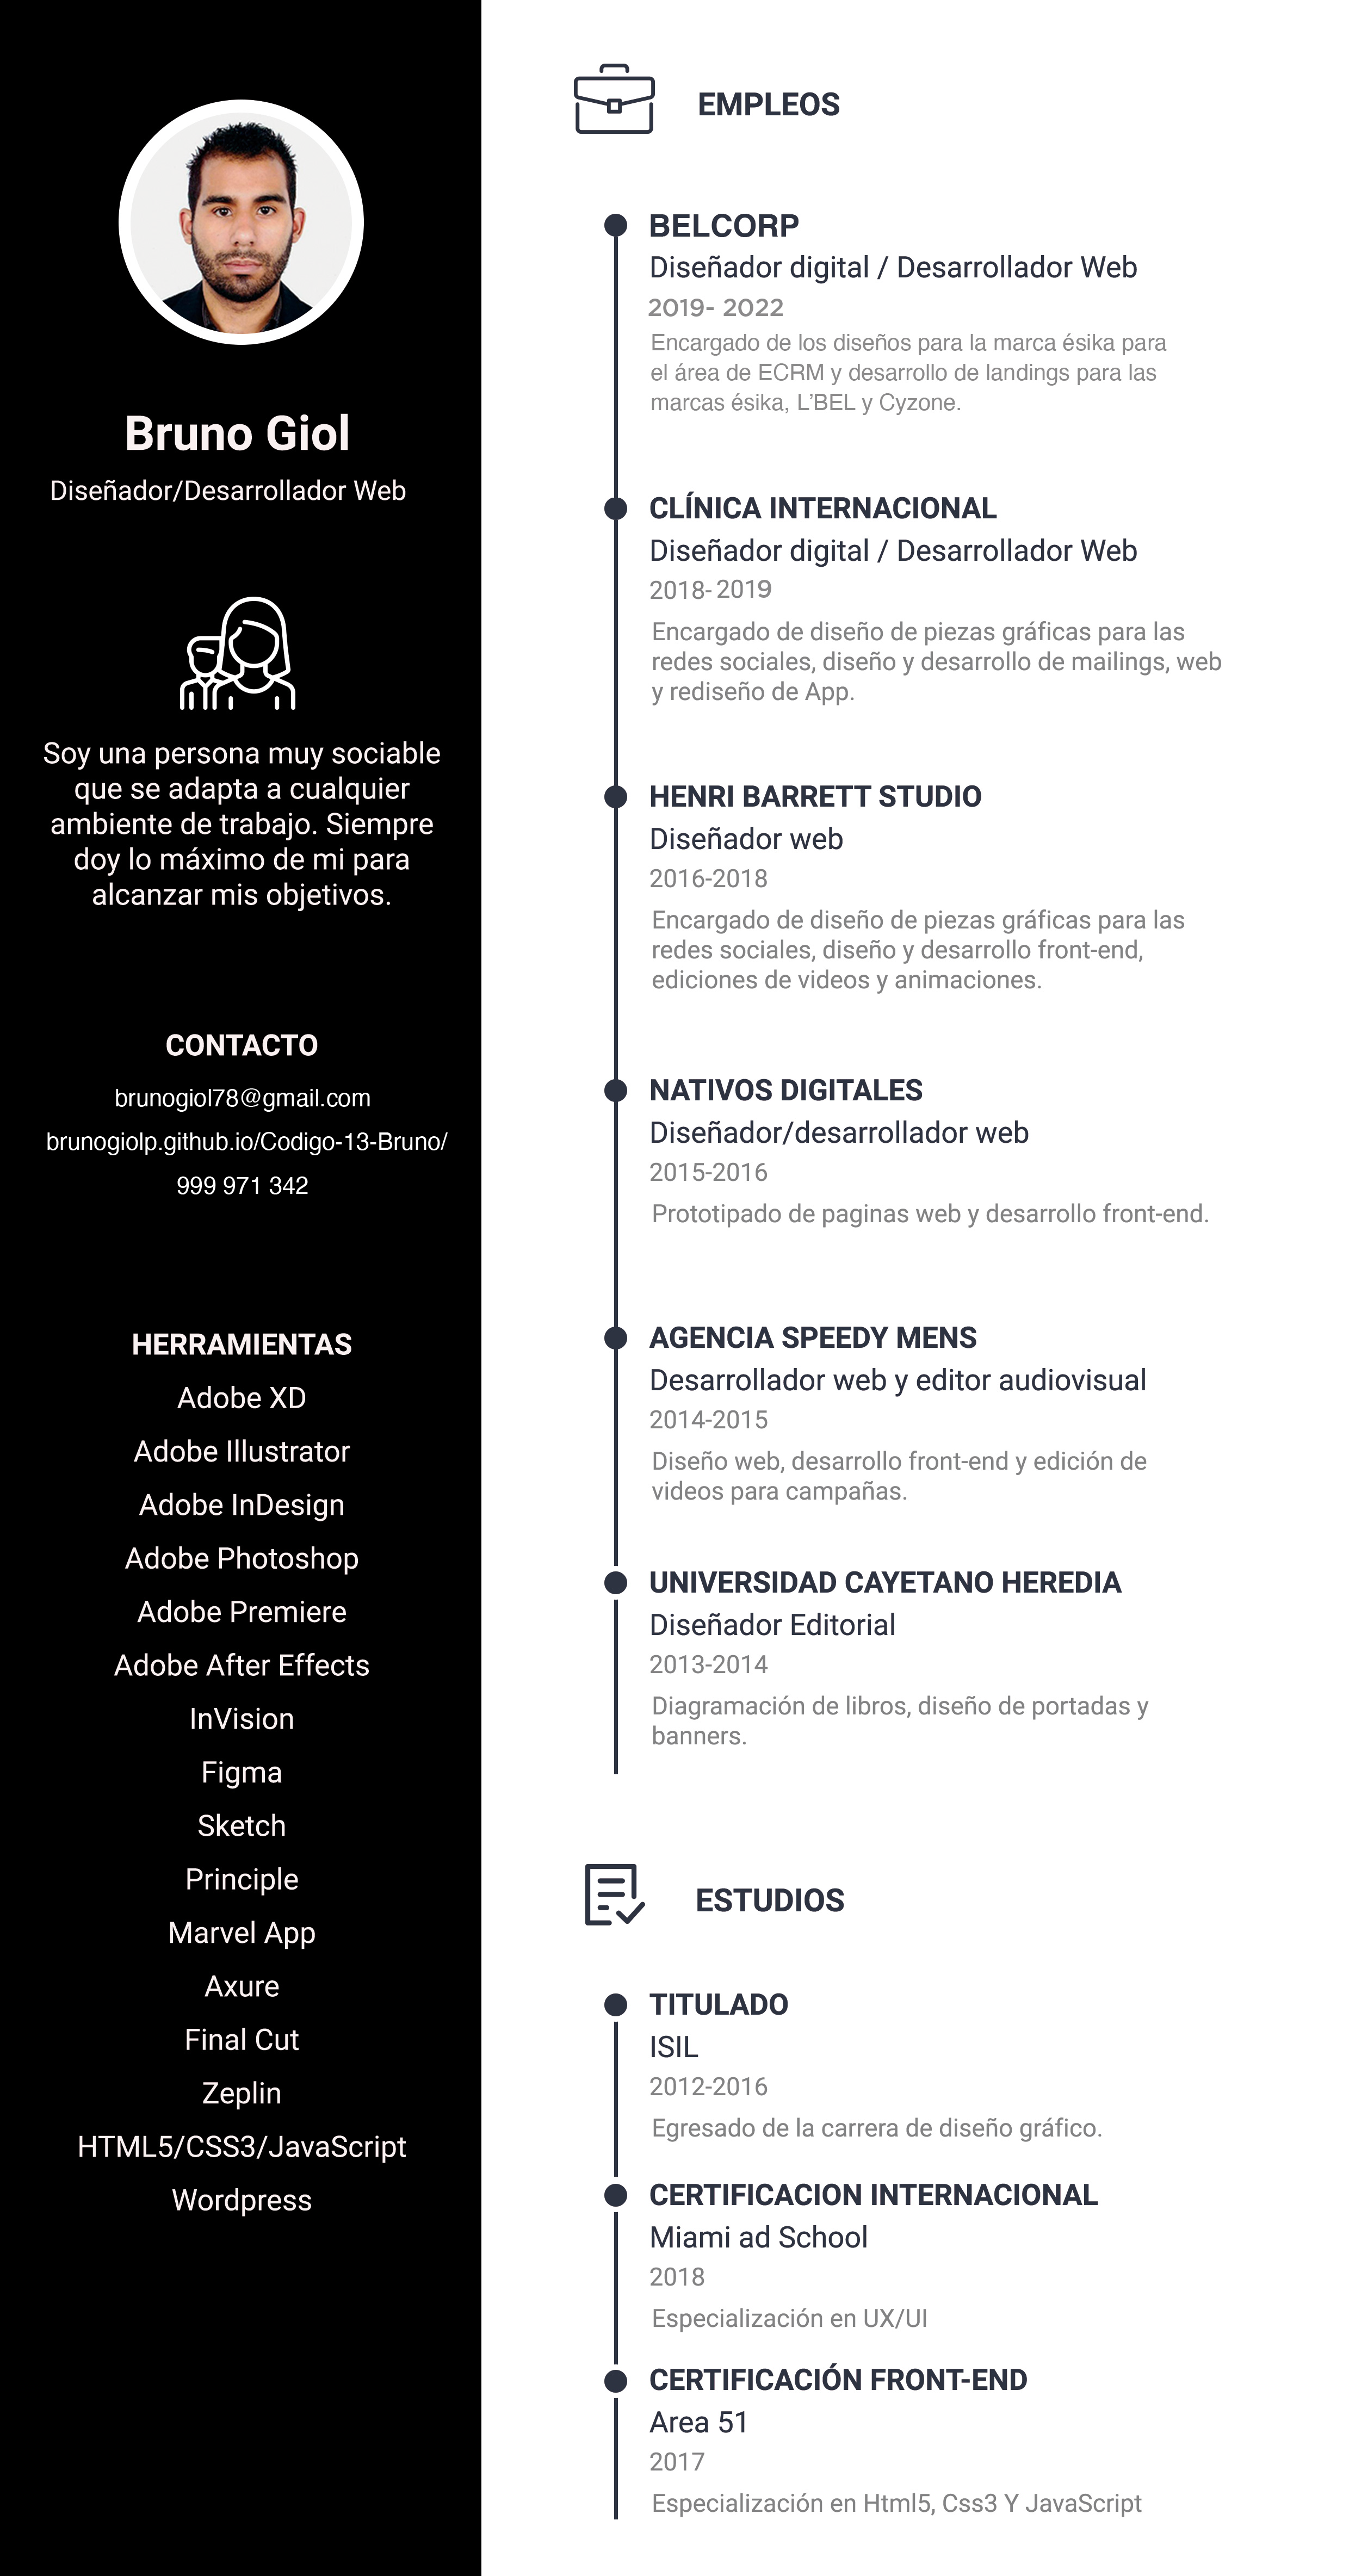 Bruno Giol
Diseñador/Desarrollador Web
Soy una persona muy sociable
que se adapta a cualquier
ambiente de trabajo. Siempre
doy lo máximo de mi para
alcanzar mis objetivos.
CONTACTO
brunogiol78@gmail.com
brunogiolp.github.io/Codigo-13-Bruno/
999 971 342
HERRAMIENTAS
Adobe XD
Adobe Illustrator
Adobe InDesign
Adobe Photoshop
Adobe Premiere
Adobe After Effects
InVision
Figma
Sketch
Principle
Marvel App
Axure
Final Cut
Zeplin
HTML5/CSS3/JavaScript
Wordpress
EMPLEOS
BELCORP
Diseñador digital / Desarrollador Web
2019- 2022
Encargado de los diseños para la marca ésika para
el área de ECRM y desarrollo de landings para las
marcas ésika, L'BEL y Cyzone.
CLÍNICA INTERNACIONAL
Diseñador digital / Desarrollador Web
2018- 2019
Encargado de diseño de piezas gráficas para las
redes sociales, diseño y desarrollo de mailings, web
y rediseño de App.
HENRI BARRETT STUDIO
Diseñador web
2016-2018
Encargado de diseño de piezas gráficas para las
redes sociales, diseño y desarrollo front-end,
ediciones de videos y animaciones.
NATIVOS DIGITALES
Diseñador/desarrollador web
2015-2016
Prototipado de paginas web y desarrollo front-end.
AGENCIA SPEEDY MENS
Desarrollador web y editor audiovisual
2014-2015
Diseño web, desarrollo front-end y edición de
videos para campañas.
UNIVERSIDAD CAYETANO HEREDIA
Diseñador Editorial
2013-2014
Diagramación de libros, diseño de portadas y
banners.
ESTUDIOS
TITULADO
ISIL
2012-2016
Egresado de la carrera de diseño gráfico.
CERTIFICACION INTERNACIONAL
Miami ad School
2018
Especialización en UX/UI
CERTIFICACIÓN FRONT-END
Area 51
2017
Especialización en Html5, Css3 Y JavaScript